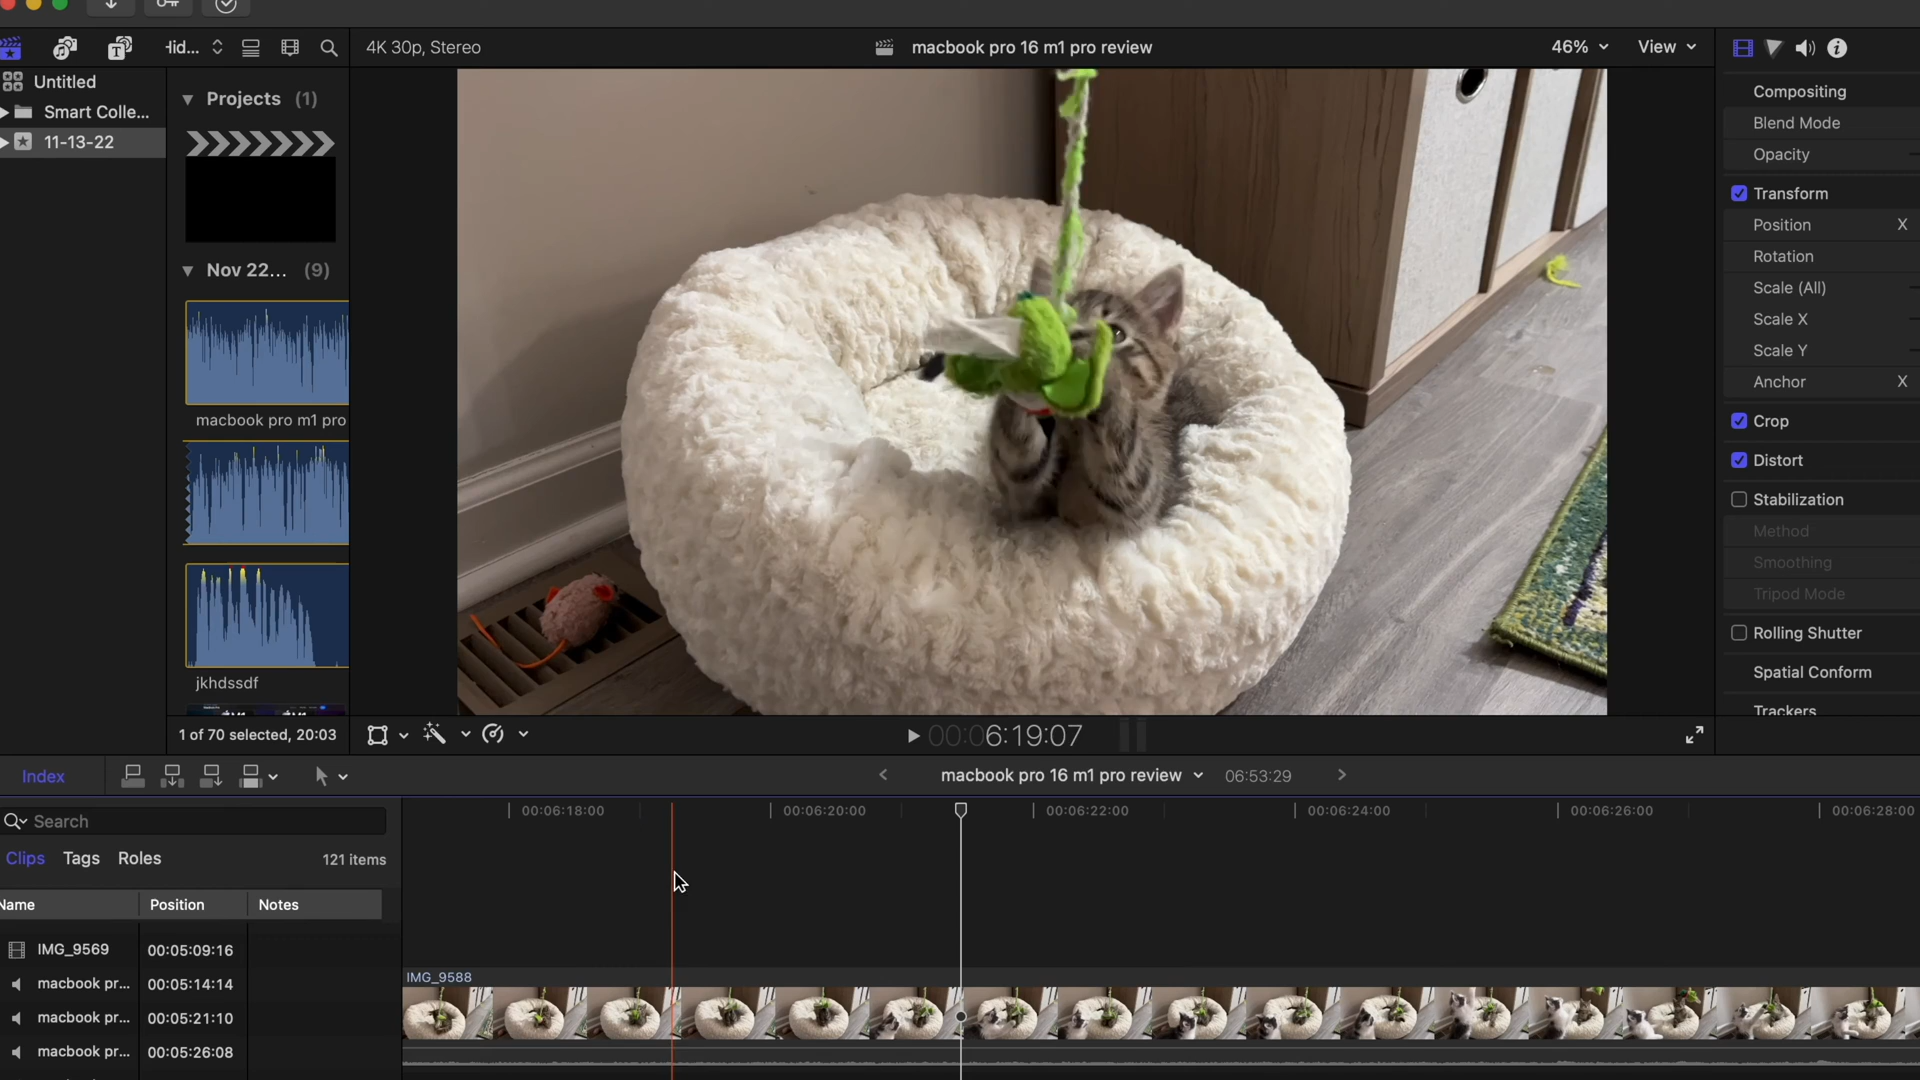 Hid...
4K 30p, Stereo
macbook pro 16 m1 pro review
46%
View
Untitled
Smart Colle...
11-13-22
Projects (1)
Nov 22... (9)
macbook pro m1 pro
jkhdssdf
1 of 70 selected, 20:03
Compositing
Blend Mode
Opacity
Transform
Position X
Rotation
Scale (All)
Scale X
Scale Y
Anchor X
Crop
Distort
Stabilization
Method
Smoothing
Tripod Mode
Rolling Shutter
Spatial Conform
Trackers
00:06:19:07
Index
macbook pro 16 m1 pro review 06:53:29
Search
Clips Tags Roles 121 items
Name Position Notes
IMG_9569 00:05:09:16
macbook pr... 00:05:14:14
macbook pr... 00:05:21:10
macbook pr... 00:05:26:08
00:06:18:00 00:06:20:00 00:06:22:00 00:06:24:00 00:06:26:00 00:06:28:00
IMG_9588